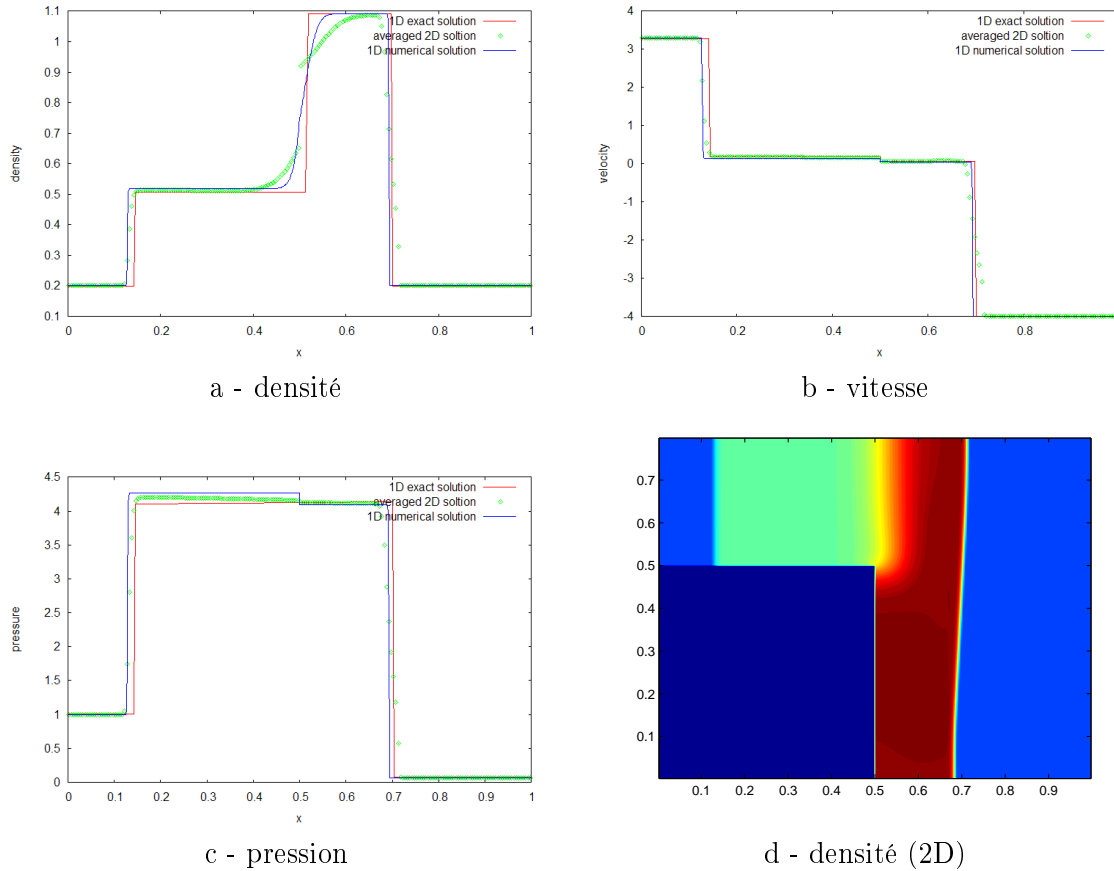 1D exact solution
averaged 2D soltion
1D numerical solution
density
1.1
1
0.9
0.8
0.7
0.6
0.5
0.4
0.3
0.2
0.1
0 0.2 0.4 0.6 0.8 1
x
a - densité
1D exact solution
averaged 2D soltion
1D numerical solution
velocity
4
3
2
1
0
-1
-2
-3
-4
0 0.2 0.4 0.6 0.8
x
b - vitesse
1D exact solution
averaged 2D soltion
1D numerical solution
pressure
4.5
4
3.5
3
2.5
2
1.5
1
0.5
0
0 0.1 0.2 0.3 0.4 0.5 0.6 0.7 0.8 0.9 1
x
c - pression
0.7
0.6
0.5
0.4
0.3
0.2
0.1
0.1 0.2 0.3 0.4 0.5 0.6 0.7 0.8 0.9
d - densité (2D)